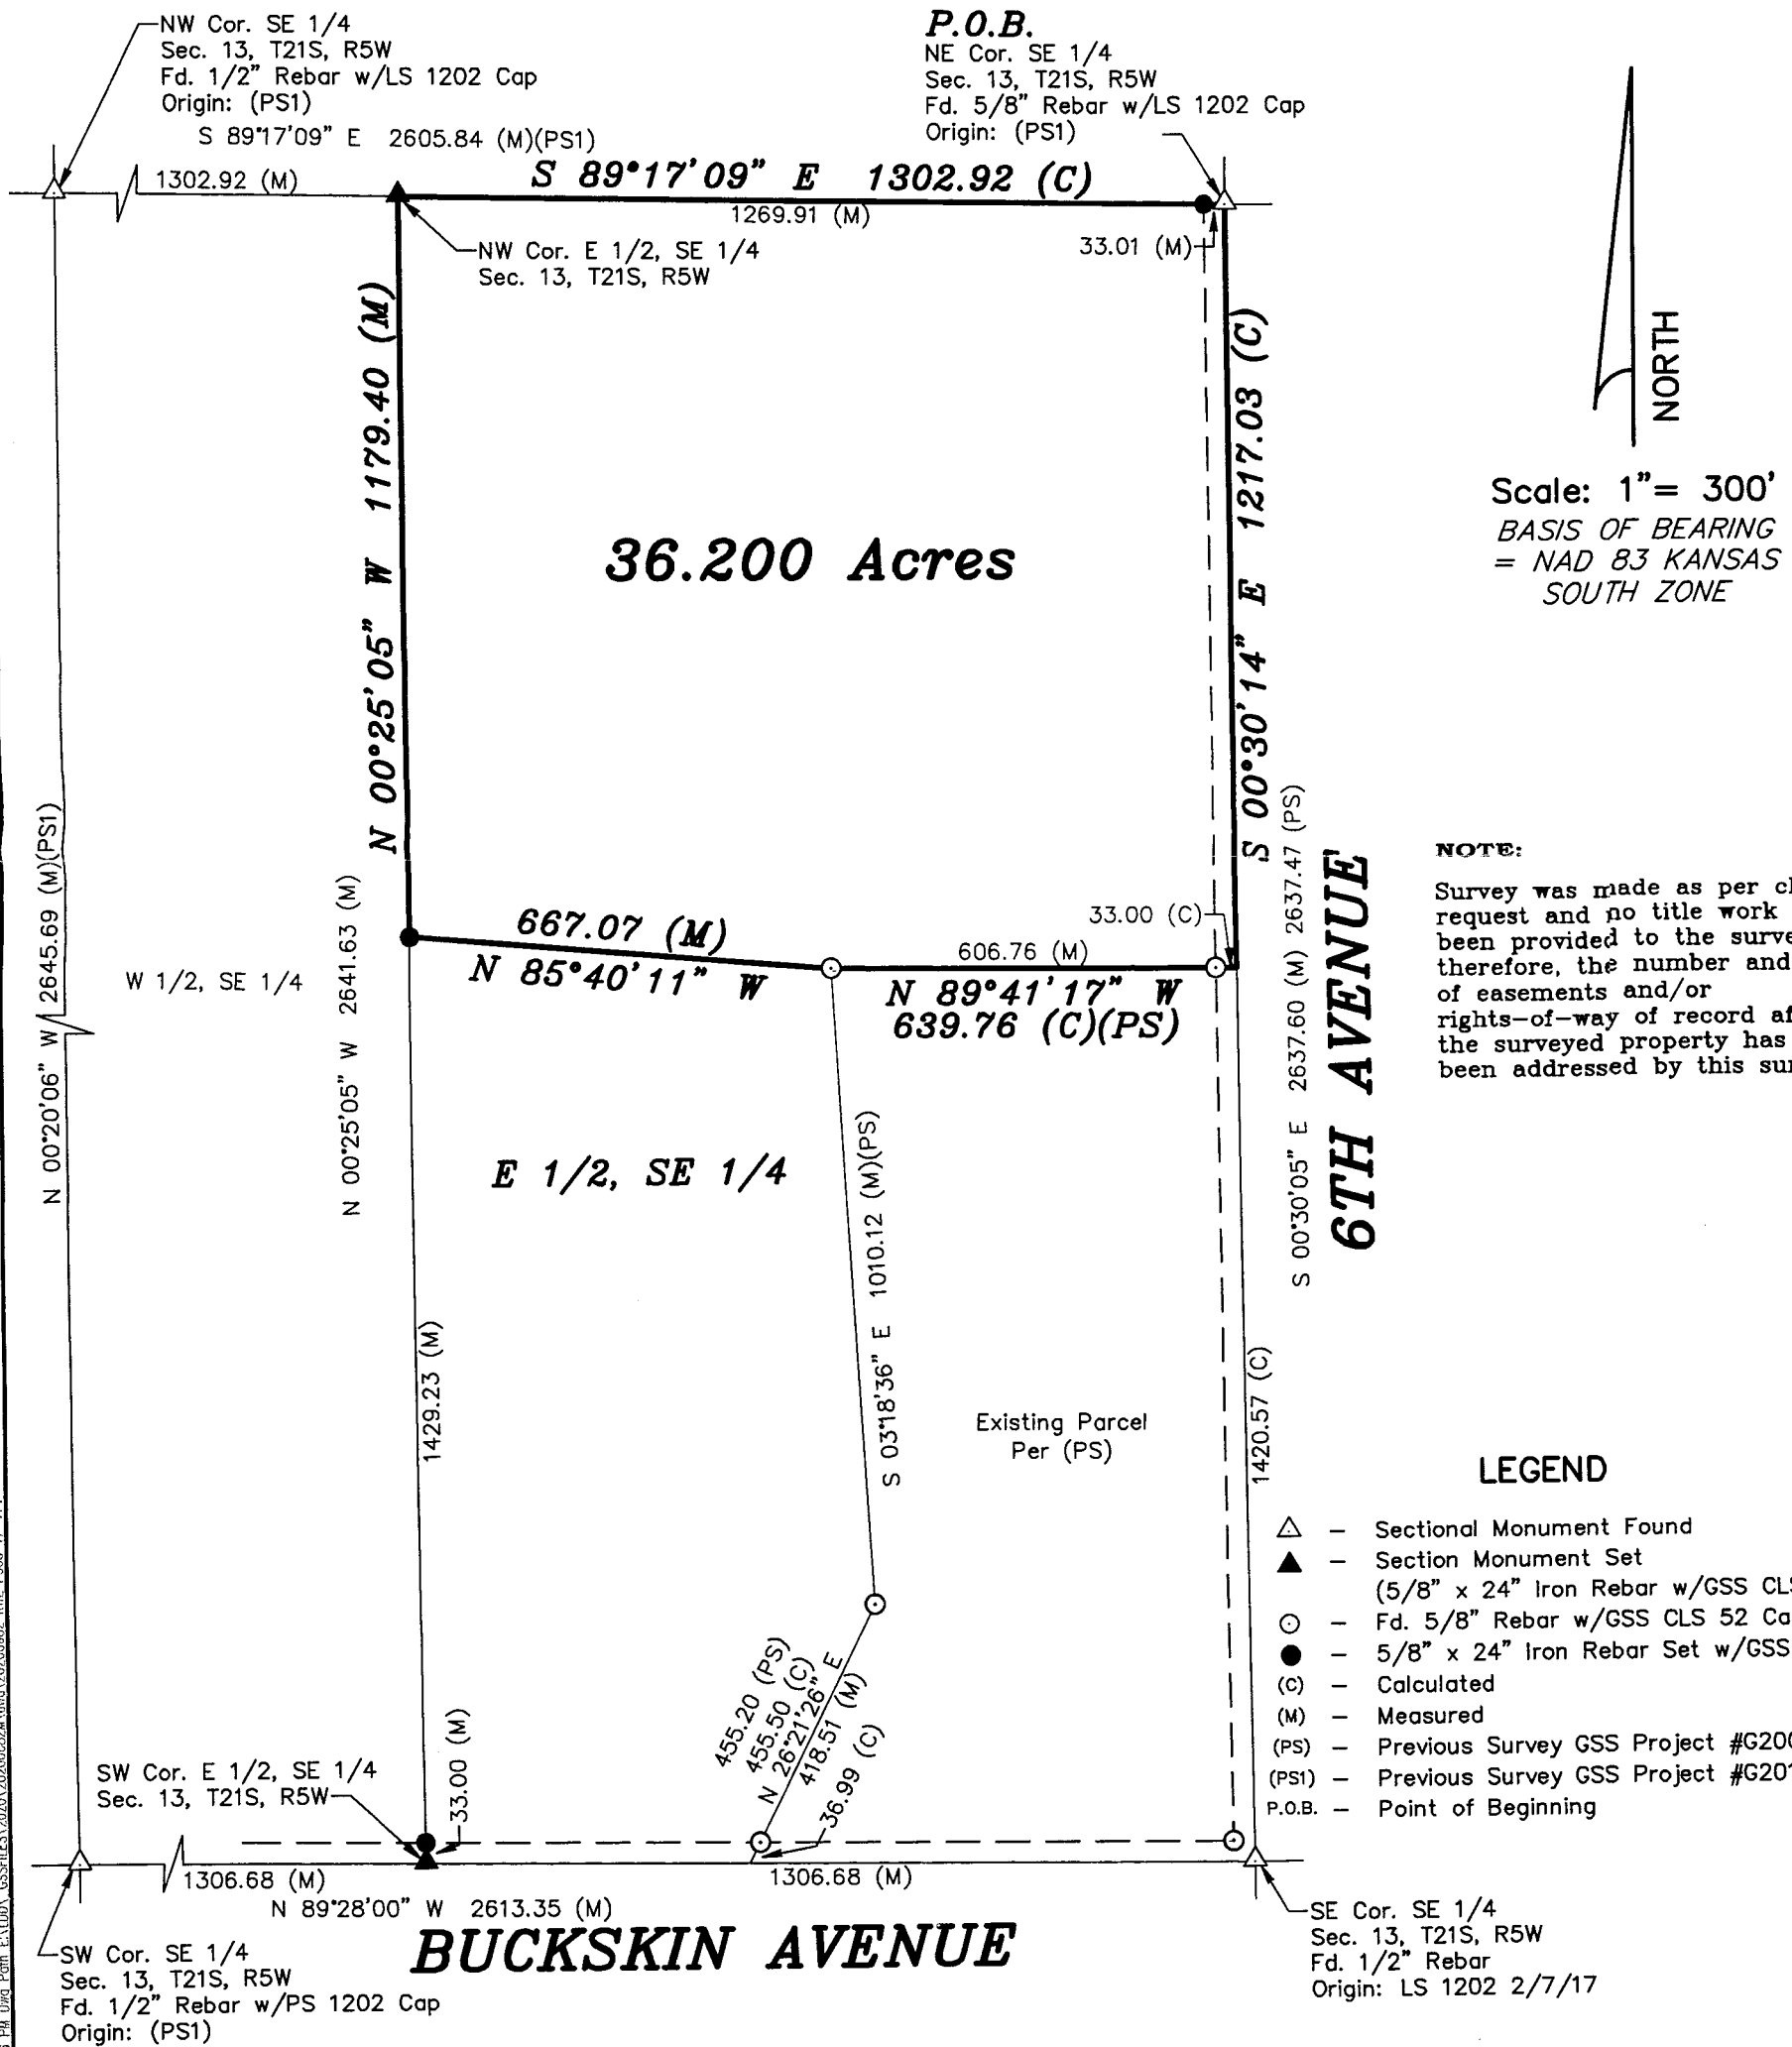 NW Cor. SE 1/4
Sec. 13, T21S, R5W
Fd. 1/2" Rebar w/LS 1202 Cap
Origin: (PS1)
S 89°17'09" E 2605.84 (M)(PS1)
P.O.B.
NE Cor. SE 1/4
Sec. 13, T21S, R5W
Fd. 5/8" Rebar w/LS 1202 Cap
Origin: (PS1)
1302.92 (M)
S 89°17'09" E 1302.92 (C)
1269.91 (M)
33.01 (M)
NW Cor. E 1/2, SE 1/4
Sec. 13, T21S, R5W
N 00°25'05" W 1179.40 (M)
36.200 Acres
S 00°30'14" E 1217.03 (C)
NORTH
Scale: 1"= 300'
BASIS OF BEARING
= NAD 83 KANSAS
SOUTH ZONE
N 00°20'06" W 2645.69 (M)(PS1)
W 1/2, SE 1/4
N 00°25'05" W 2641.63 (M)
667.07 (M)
N 85°40'11" W
33.00 (C)
606.76 (M)
N 89°41'17" W
639.76 (C)(PS)
S 00°30'05" E 2637.60 (M) 2637.47 (PS)
6TH AVENUE
NOTE:
Survey was made as per
request and no title work
been provided to the
therefore, the number and
of easements and/or
rights-of-way of record
the surveyed property has
been addressed by this
E 1/2, SE 1/4
S 03°18'36" E 1010.12 (M)(PS)
1429.23 (M)
Existing Parcel
Per (PS)
1420.57 (C)
LEGEND
– Sectional Monument Found
– Section Monument Set
(5/8" x 24" Iron Rebar w/GSS
– Fd. 5/8" Rebar w/GSS CLS 52
– 5/8" x 24" Iron Rebar Set w/GSS
(C) – Calculated
(M) – Measured
(PS) – Previous Survey GSS Project
(PS1) – Previous Survey GSS Project
P.O.B. – Point of Beginning
455.20 (PS)
455.50 (C)
N 26°21'26" E
418.51 (M)
36.99 (C)
SW Cor. E 1/2, SE 1/4
Sec. 13, T21S, R5W
33.00 (M)
1306.68 (M)
1306.68 (M)
N 89°28'00" W 2613.35 (M)
BUCKSKIN AVENUE
SW Cor. SE 1/4
Sec. 13, T21S, R5W
Fd. 1/2" Rebar w/PS 1202 Cap
Origin: (PS1)
SE Cor. SE 1/4
Sec. 13, T21S, R5W
Fd. 1/2" Rebar
Origin: LS 1202 2/7/17